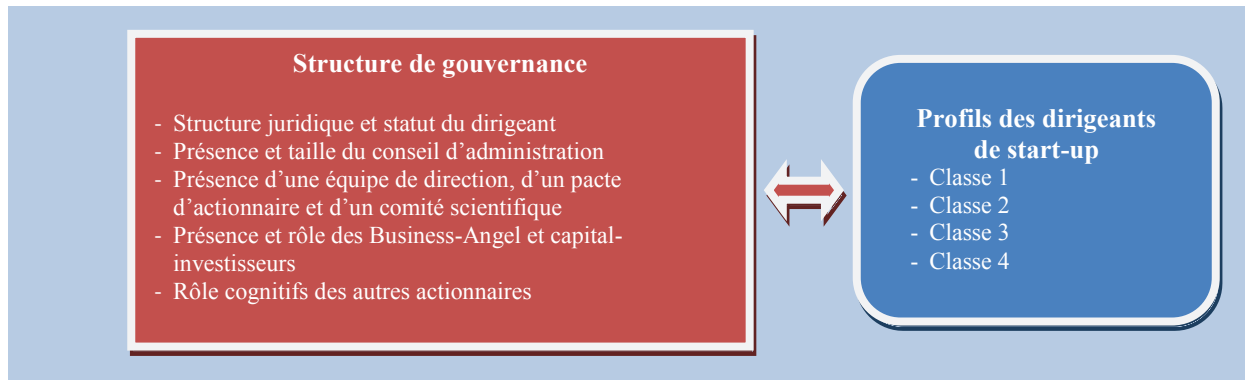 Structure de gouvernance
- Structure juridique et statut du dirigeant
- Présence et taille du conseil d’administration
- Présence d’une équipe de direction, d’un pacte
d’actionnaire et d’un comité scientifique
- Présence et rôle des Business-Angel et capital-
investisseurs
- Rôle cognitifs des autres actionnaires
Profils des dirigeants
de start-up
- Classe 1
- Classe 2
- Classe 3
- Classe 4